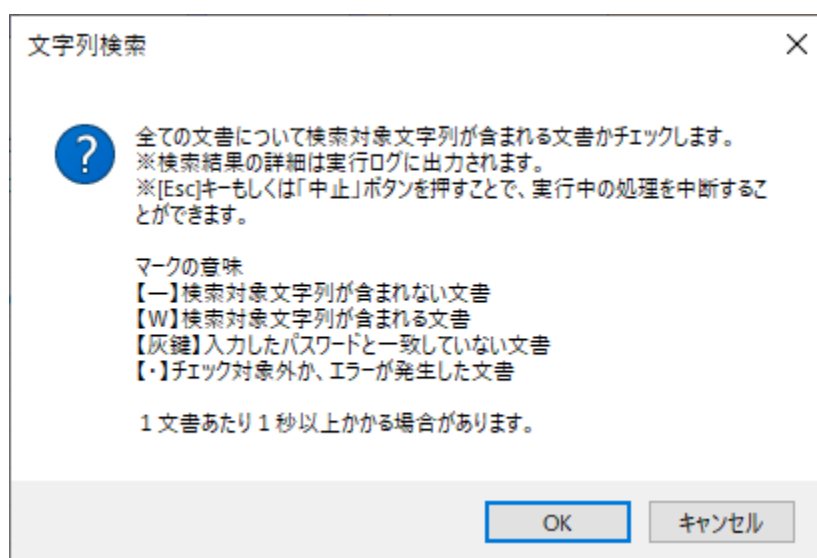 文字列検索
全ての文書について検索対象文字列が含まれる文書かチェックします。
※検索結果の詳細は実行ログに出力されます。
※[Esc]キーもしくは「中止」ボタンを押すことで、実行中の処理を中断するこ
とができます。
マークの意味
【―】検索対象文字列が含まれない文書
【W】検索対象文字列が含まれる文書
【灰鍵】入力したパスワードと一致していない文書
【・】チェック対象外か、エラーが発生した文書
１文書あたり１秒以上かかる場合があります。
OK
キャンセル